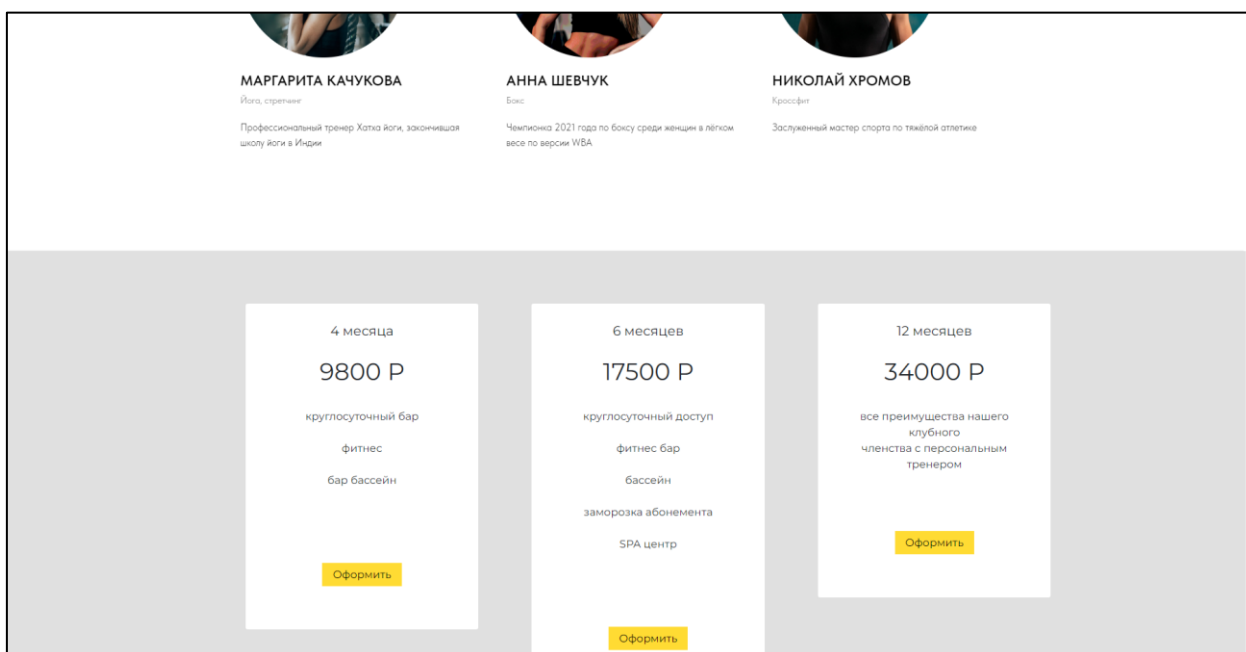 МАРГАРИТА КАЧУКОВА
Йога, стретчинг
Профессиональный тренер Хатха йоги, закончившая
школу йоги в Индии
АННА ШЕВЧУК
Бокс
Чемпионка 2021 года по боксу среди женщин в лёгком
весе по версии WBA
НИКОЛАЙ ХРОМОВ
Кроссфит
Заслуженный мастер спорта по тяжёлой атлетике
4 месяца
9800 Р
круглосуточный бар
фитнес
бар бассейн
Оформить
6 месяцев
17500 Р
круглосуточный доступ
фитнес бар
бассейн
заморозка абонемента
SPA центр
Оформить
12 месяцев
34000 Р
все преимущества нашего
клубного
членства с персональным
тренером
Оформить